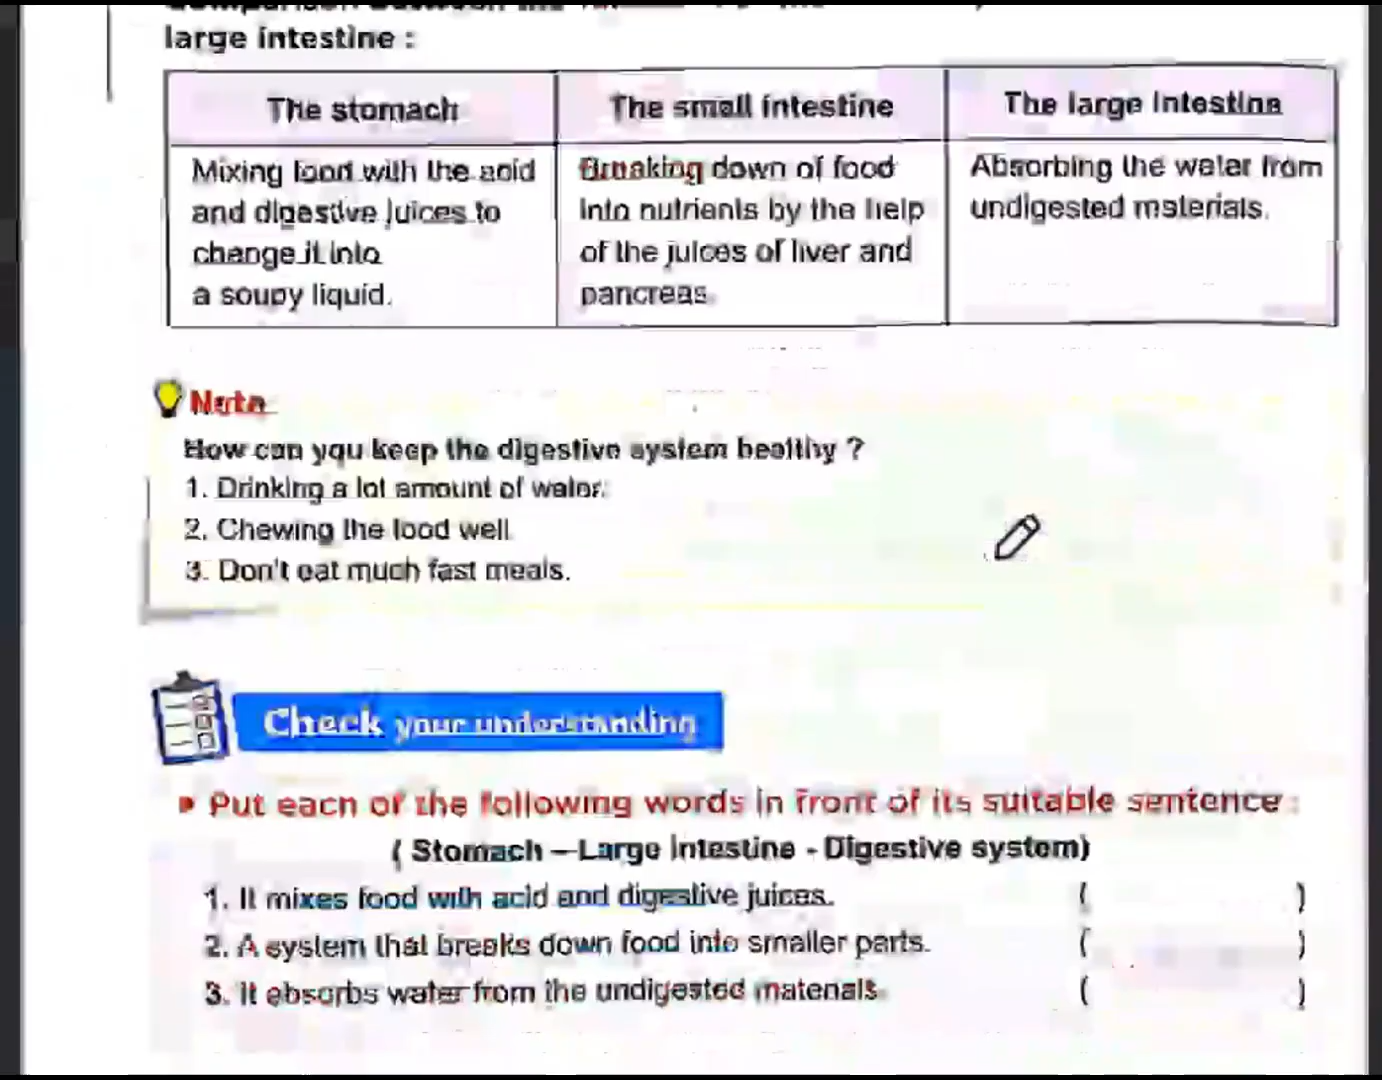 large intestine :
The stomach
The small intestine
The large intestine
Mixing food with the acid
and digestive juices to
change it into
a soupy liquid.
Breaking down of food
into nutrients by the help
of the juices of liver and
pancreas.
Absorbing the water from
undigested materials.
Note
How can you keep the digestive system healthy ?
1. Drinking a lot amount of water.
2. Chewing the food well.
3. Don't eat much fast meals.
Check your understanding
Put each of the following words in front of its suitable sentence :
( Stomach – Large intestine - Digestive system)
1. It mixes food with acid and digestive juices. ( )
2. A system that breaks down food into smaller parts. ( )
3. It absorbs water from the undigested materials. ( )